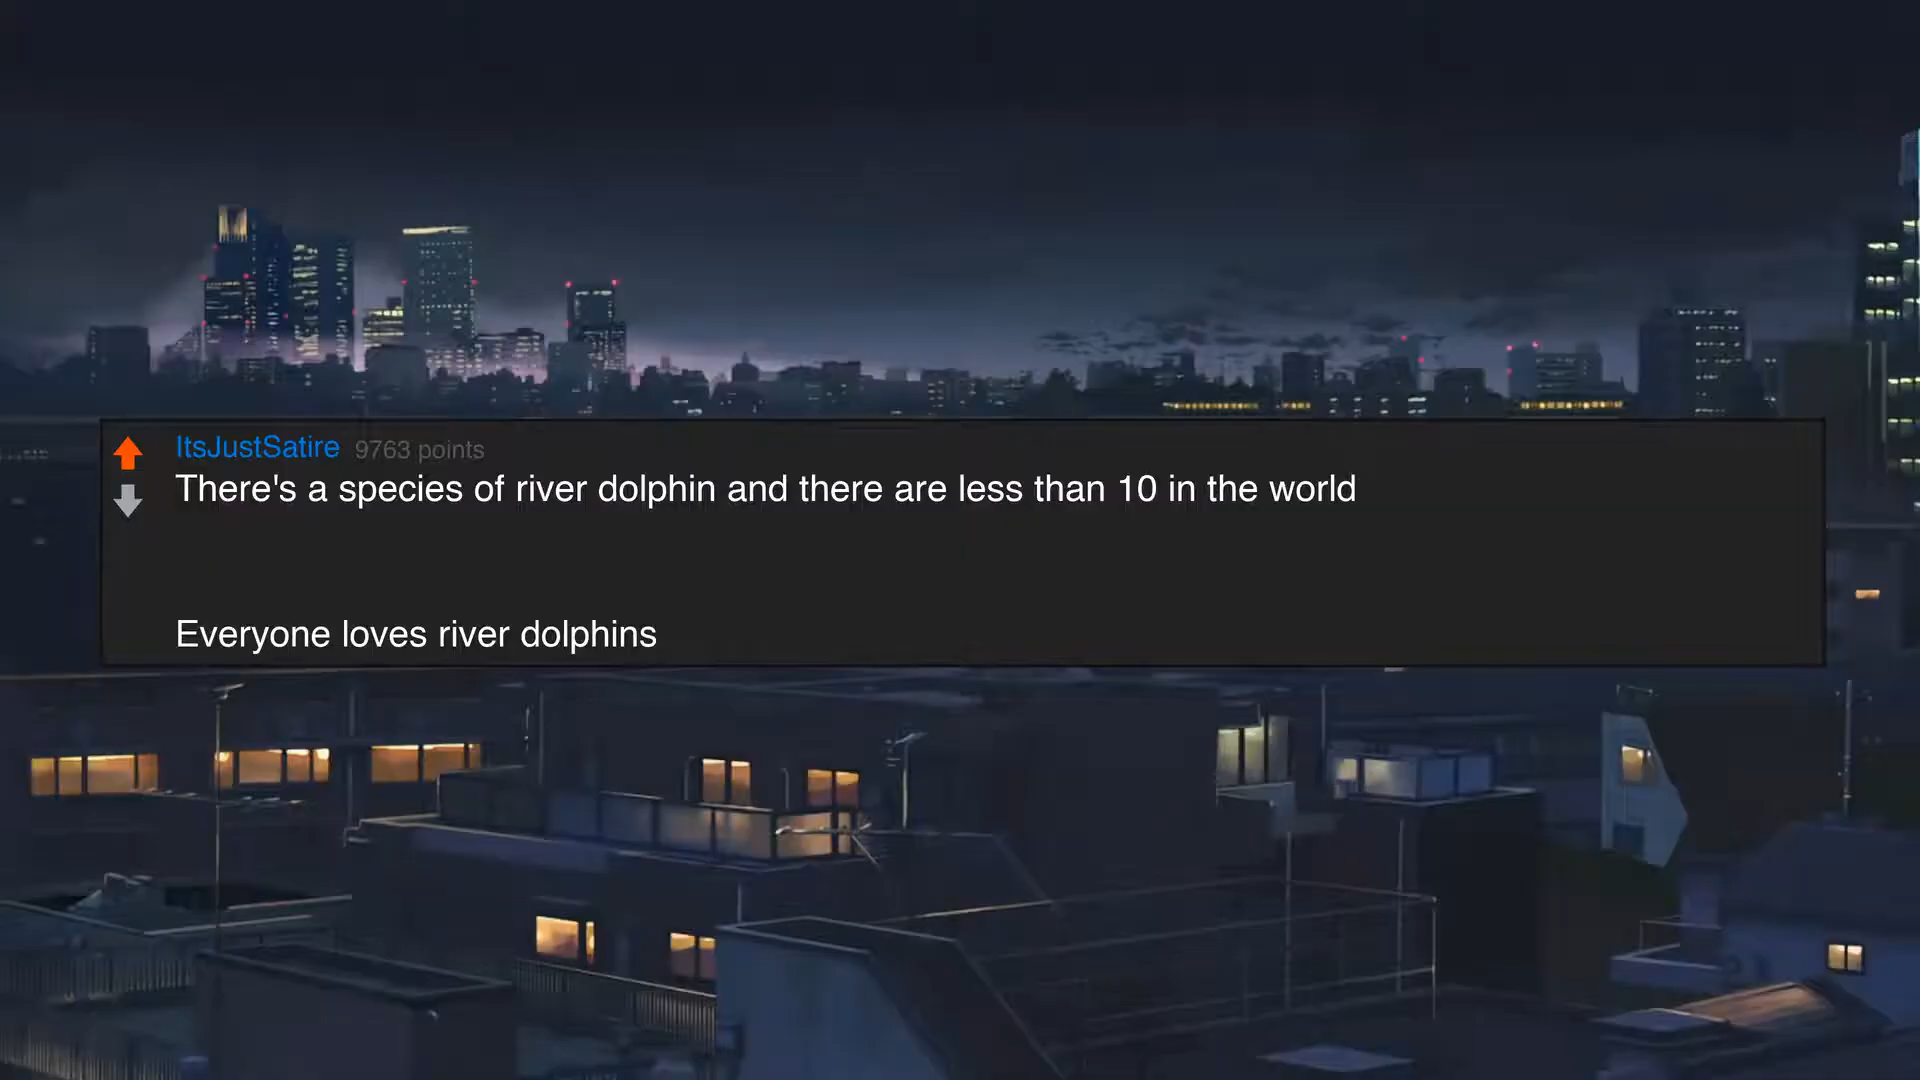 ItsJustSatire 9763 points
There's a species of river dolphin and there are less than 10 in the world
Everyone loves river dolphins